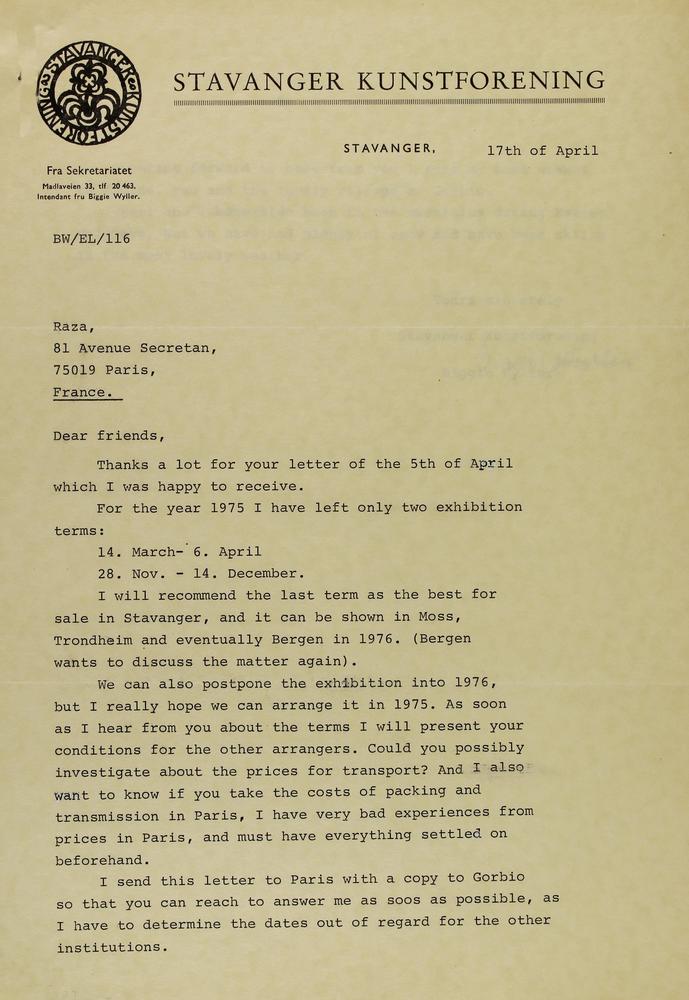 STAVANGER KUNSTFORENING
STAVANGER KUNSTFORENING
STAVANGER, 17th of April
Fra Sekretariatet
Madlaveien 33, tlf 20 463.
Intendant fru Biggie Wyller.
BW/EL/116
Raza,
81 Avenue Secretan,
75019 Paris,
France.
Dear friends,
Thanks a lot for your letter of the 5th of April
which I was happy to receive.
For the year 1975 I have left only two exhibition
terms:
14. March- 6. April
28. Nov. - 14. December.
I will recommend the last term as the best for
sale in Stavanger, and it can be shown in Moss,
Trondheim and eventually Bergen in 1976. (Bergen
wants to discuss the matter again).
We can also postpone the exhibition into 1976,
but I really hope we can arrange it in 1975. As soon
as I hear from you about the terms I will present your
conditions for the other arrangers. Could you possibly
investigate about the prices for transport? And I also
want to know if you take the costs of packing and
transmission in Paris, I have very bad experiences from
prices in Paris, and must have everything settled on
beforehand.
I send this letter to Paris with a copy to Gorbio
so that you can reach to answer me as soos as possible, as
I have to determine the dates out of regard for the other
institutions.